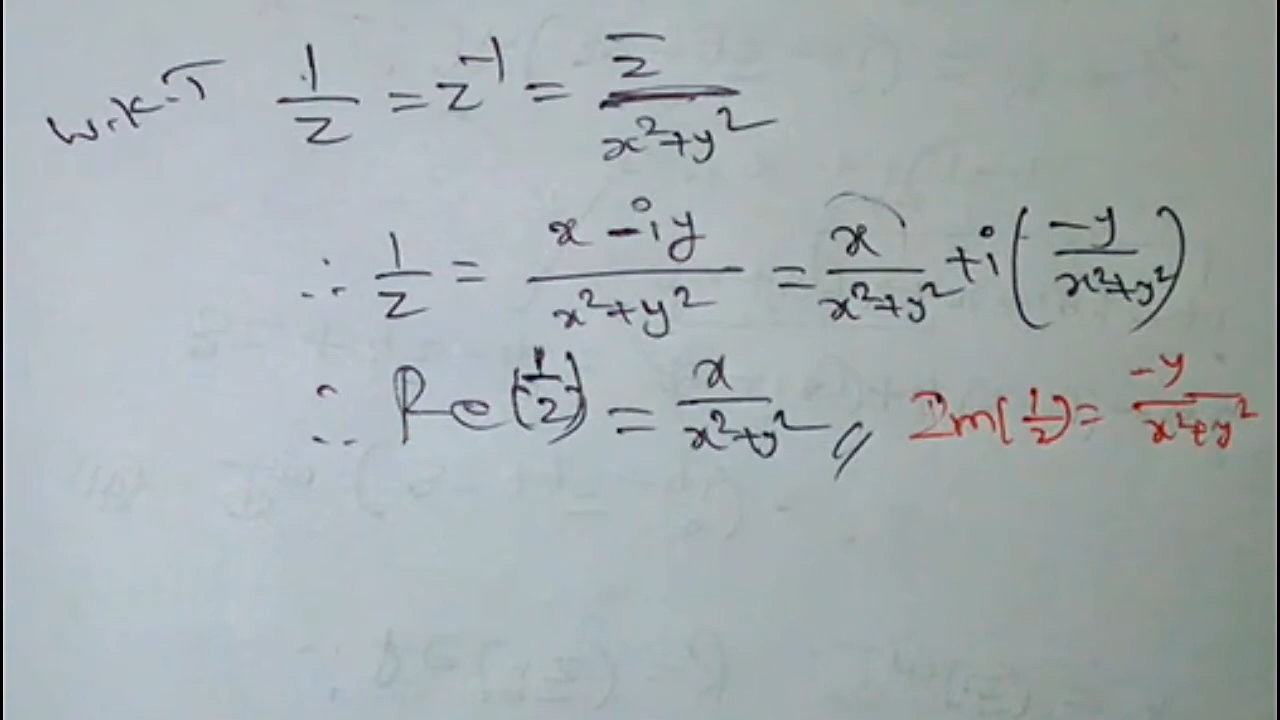 W.K.T 1/z = z⁻¹ = z̅/(x²+y²)
∴ 1/z = (x - iy)/(x²+y²) = x/(x²+y²) + i(-y/(x²+y²))
∴ Re(1/z) = x/(x²+y²) // Im(1/z) = -y/(x²+y²)